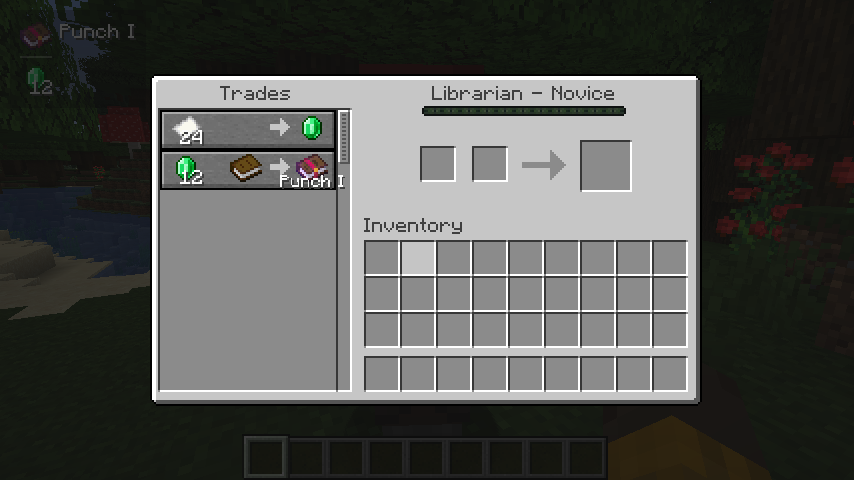 Punch I
12
Trades
Librarian - Novice
24
12
Punch I
Inventory